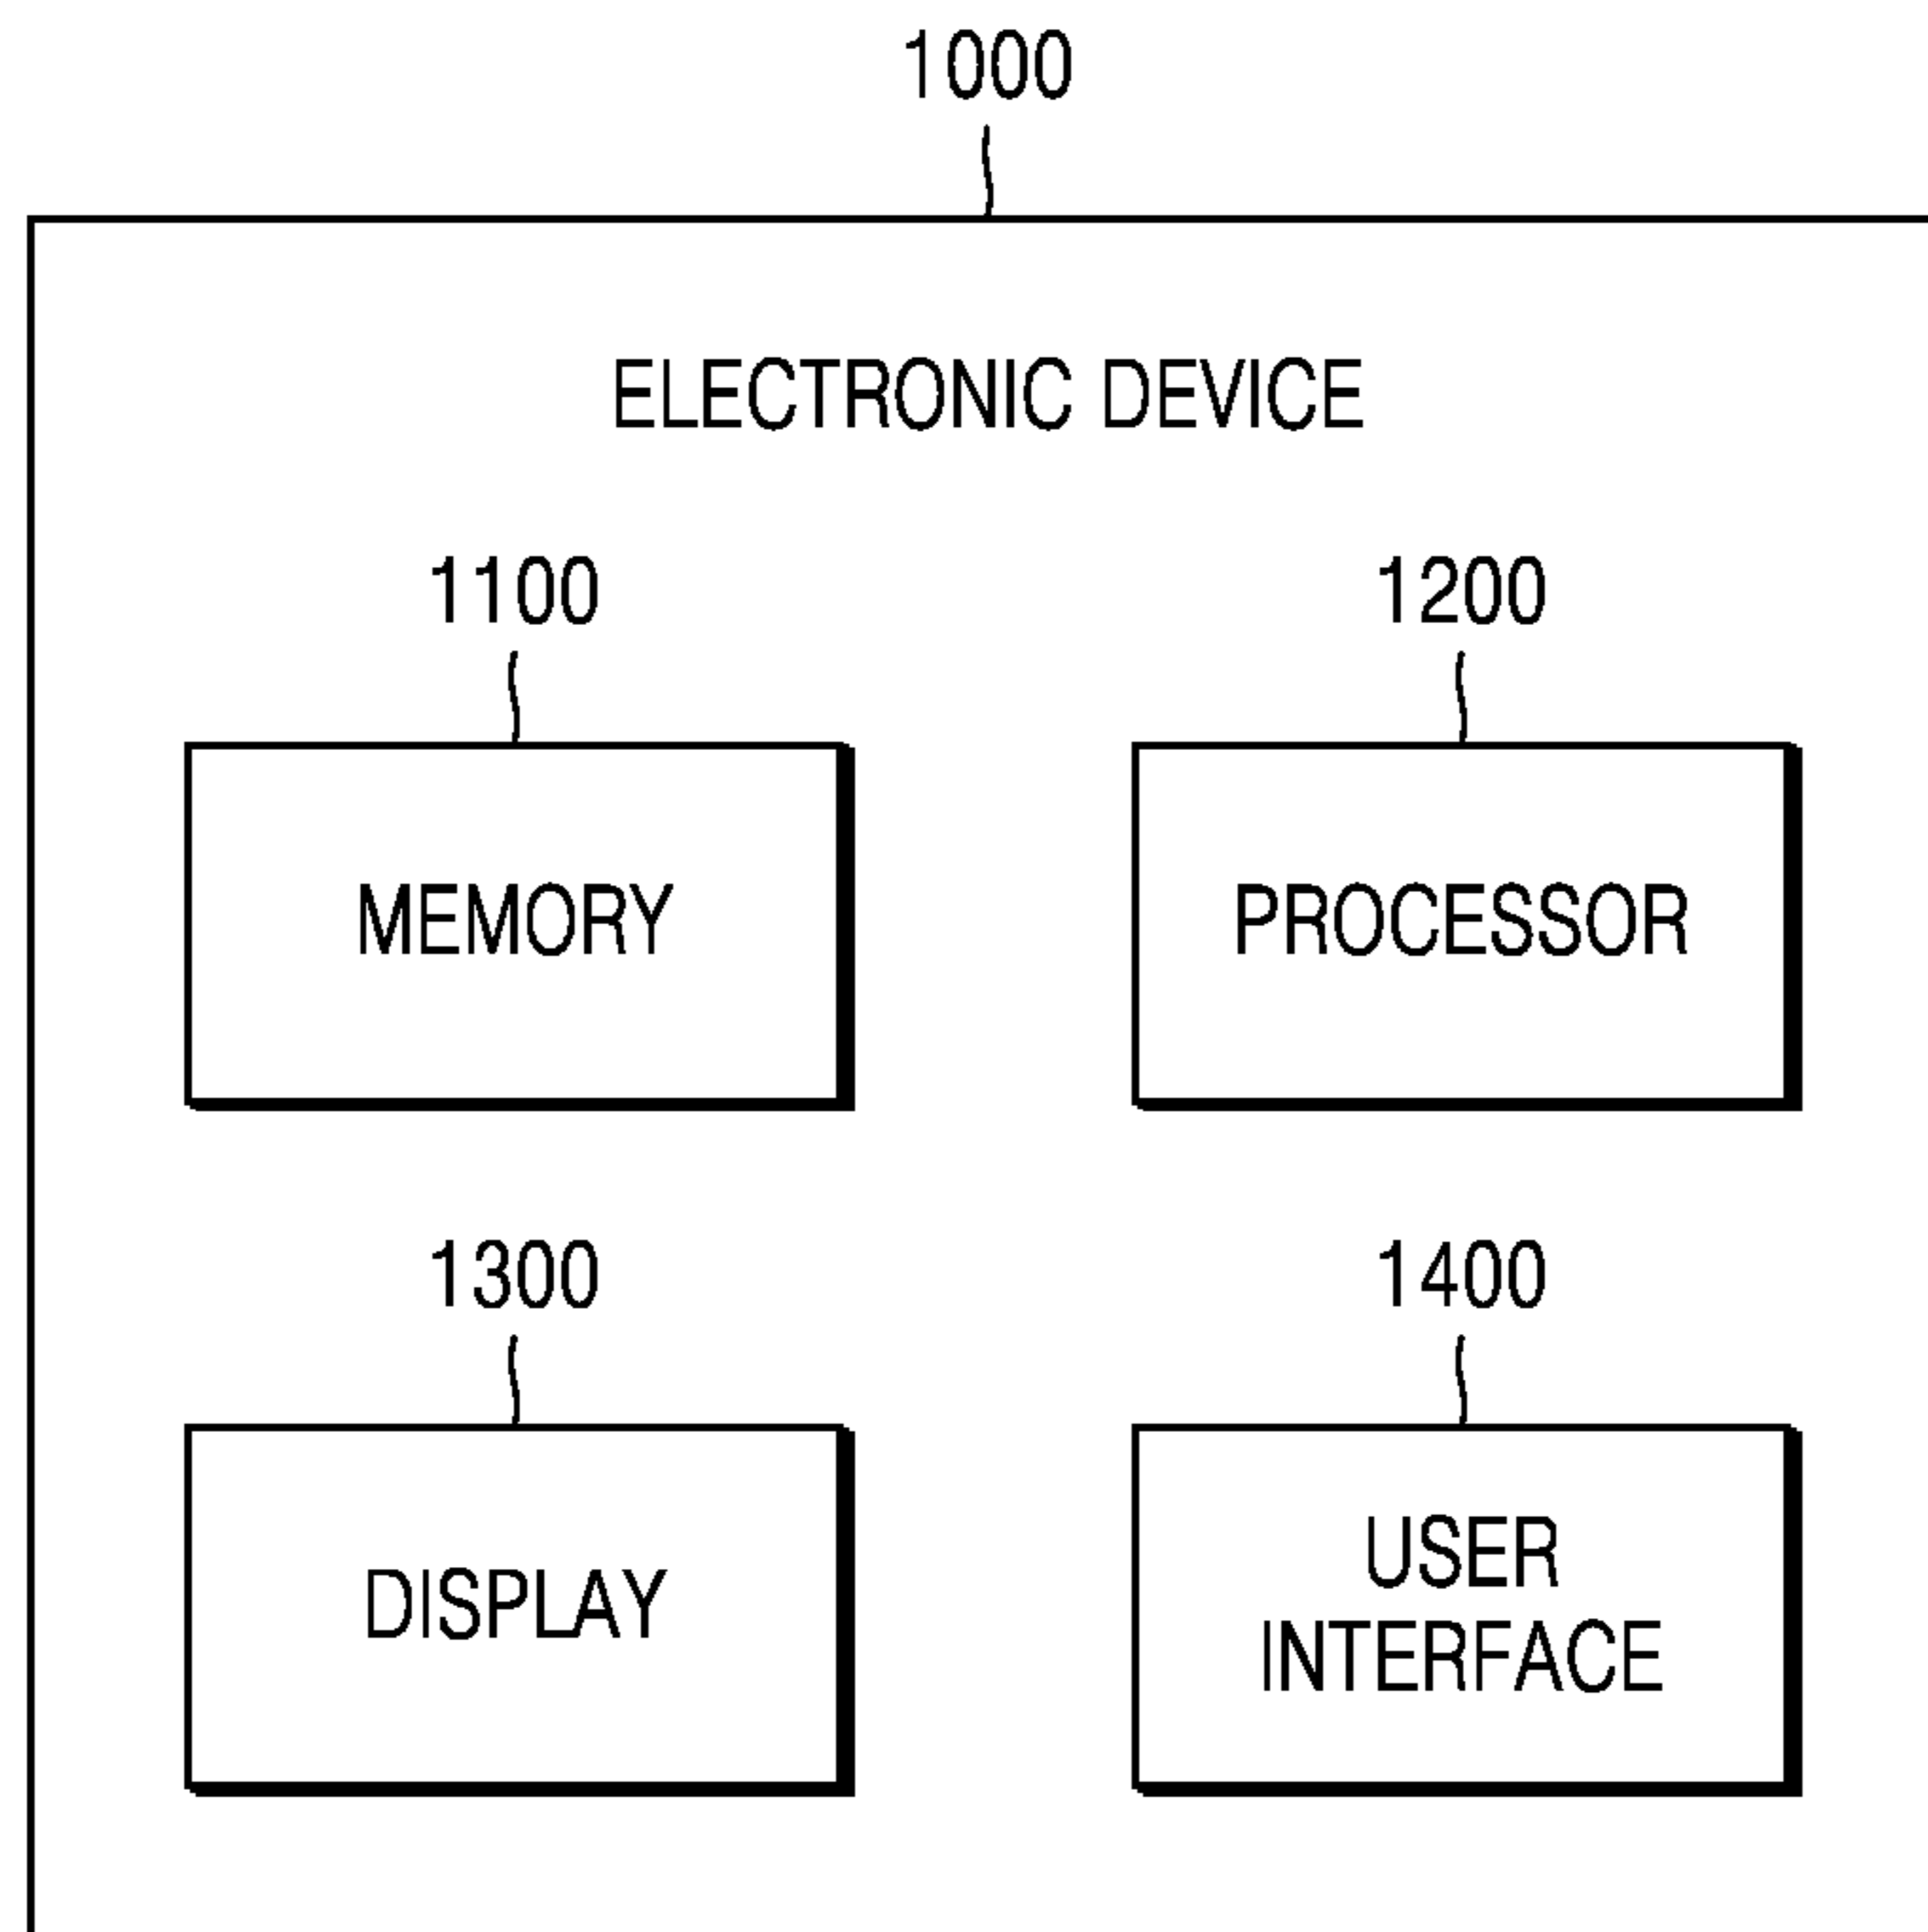 1000
ELECTRONIC DEVICE
1100
1200
MEMORY
PROCESSOR
1300
1400
DISPLAY
USER
INTERFACE